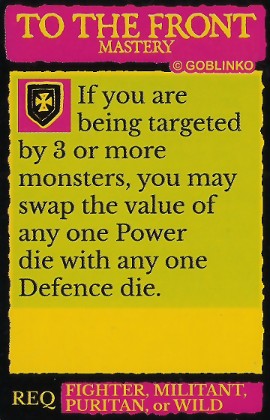 TO THE FRONT
MASTERY
© GOBLINKO
If you are
being targeted
by 3 or more
monsters, you may
swap the value of
any one Power
die with any one
Defence die.
REQ FIGHTER, MILITANT,
PURITAN, or WILD